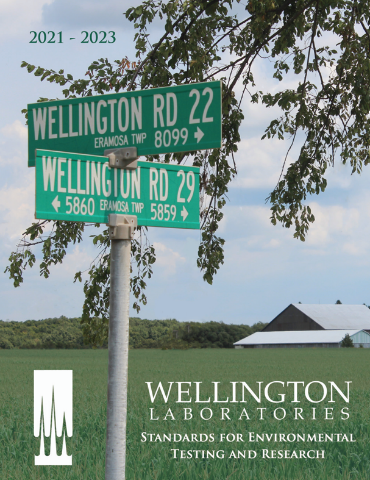 2021 - 2023
WELLINGTON RD 22
ERAMOSA TWP 8099 →
WELLINGTON RD 29
← 5860 ERAMOSA TWP 5859 →
WELLINGTON
LABORATORIES
STANDARDS FOR ENVIRONMENTAL
TESTING AND RESEARCH